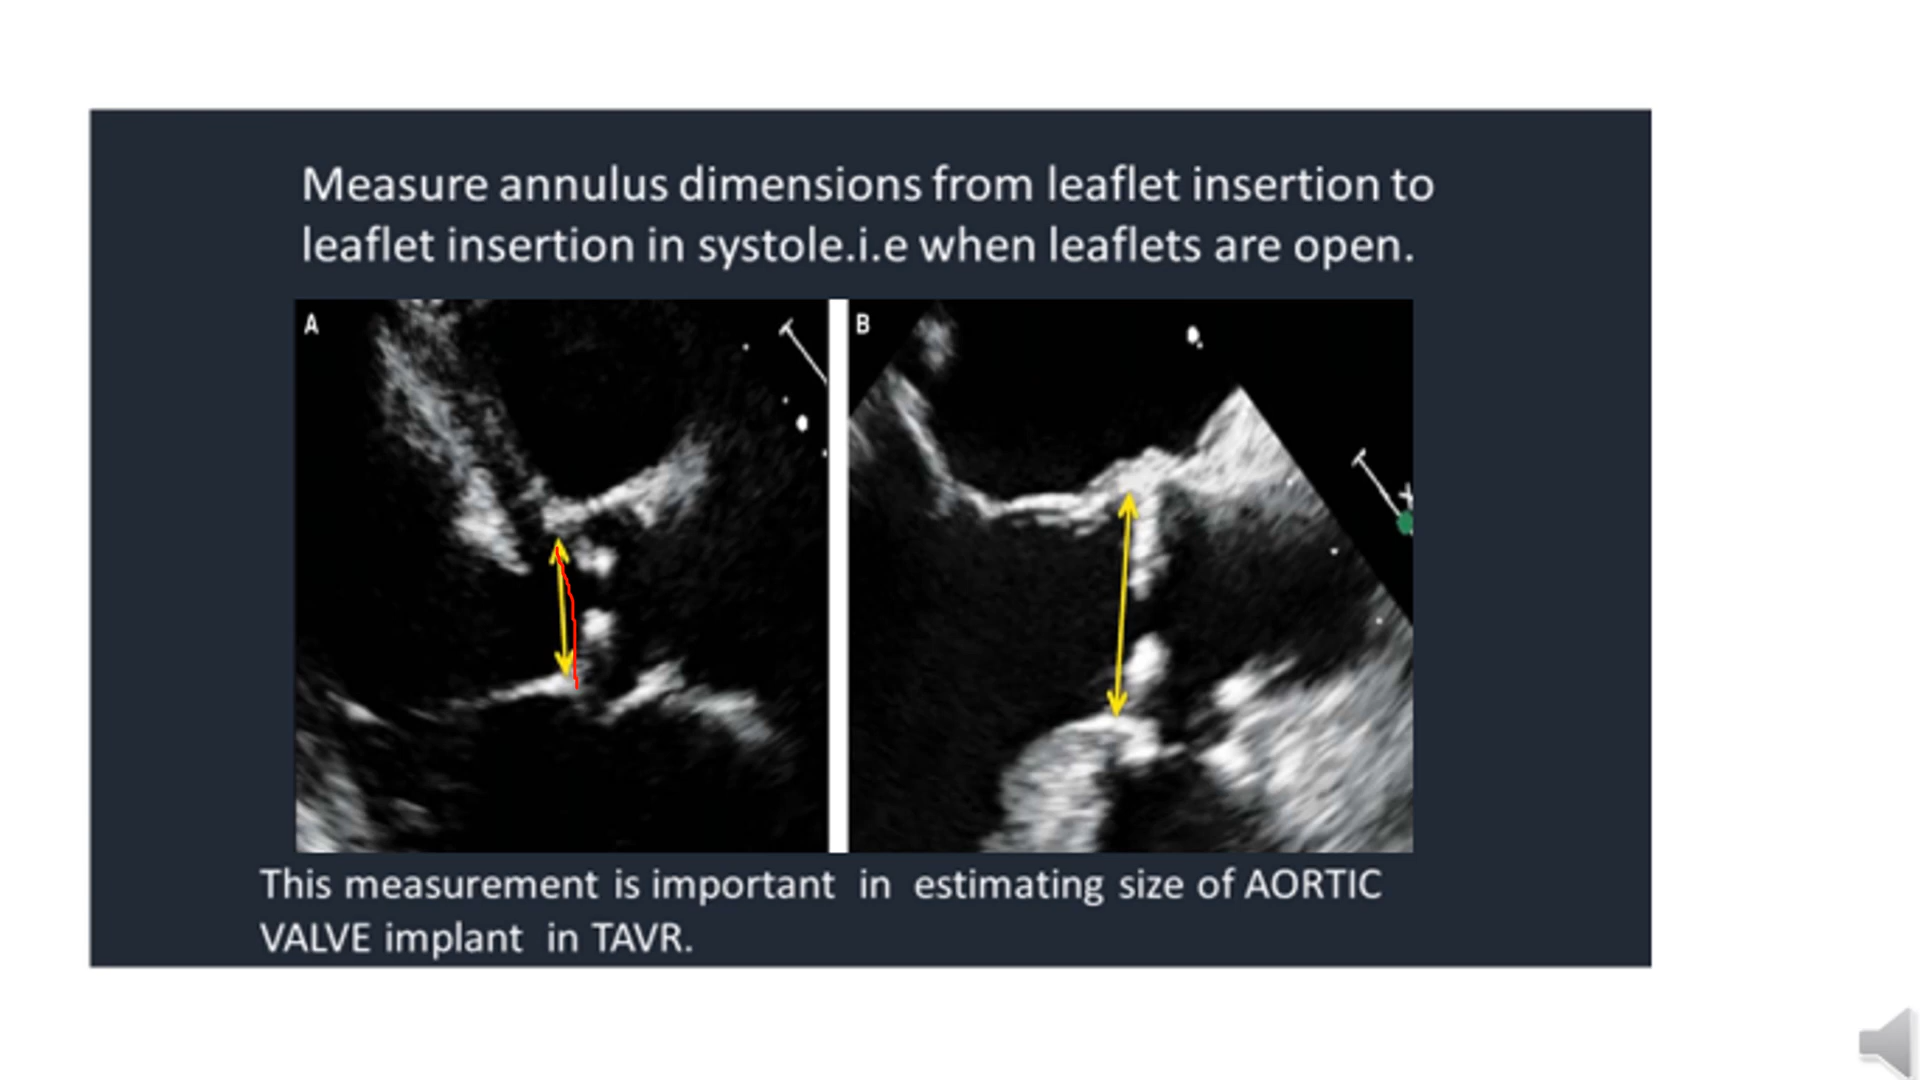 Measure annulus dimensions from leaflet insertion to
leaflet insertion in systole.i.e when leaflets are open.
A
B
This measurement is important in estimating size of AORTIC
VALVE implant in TAVR.